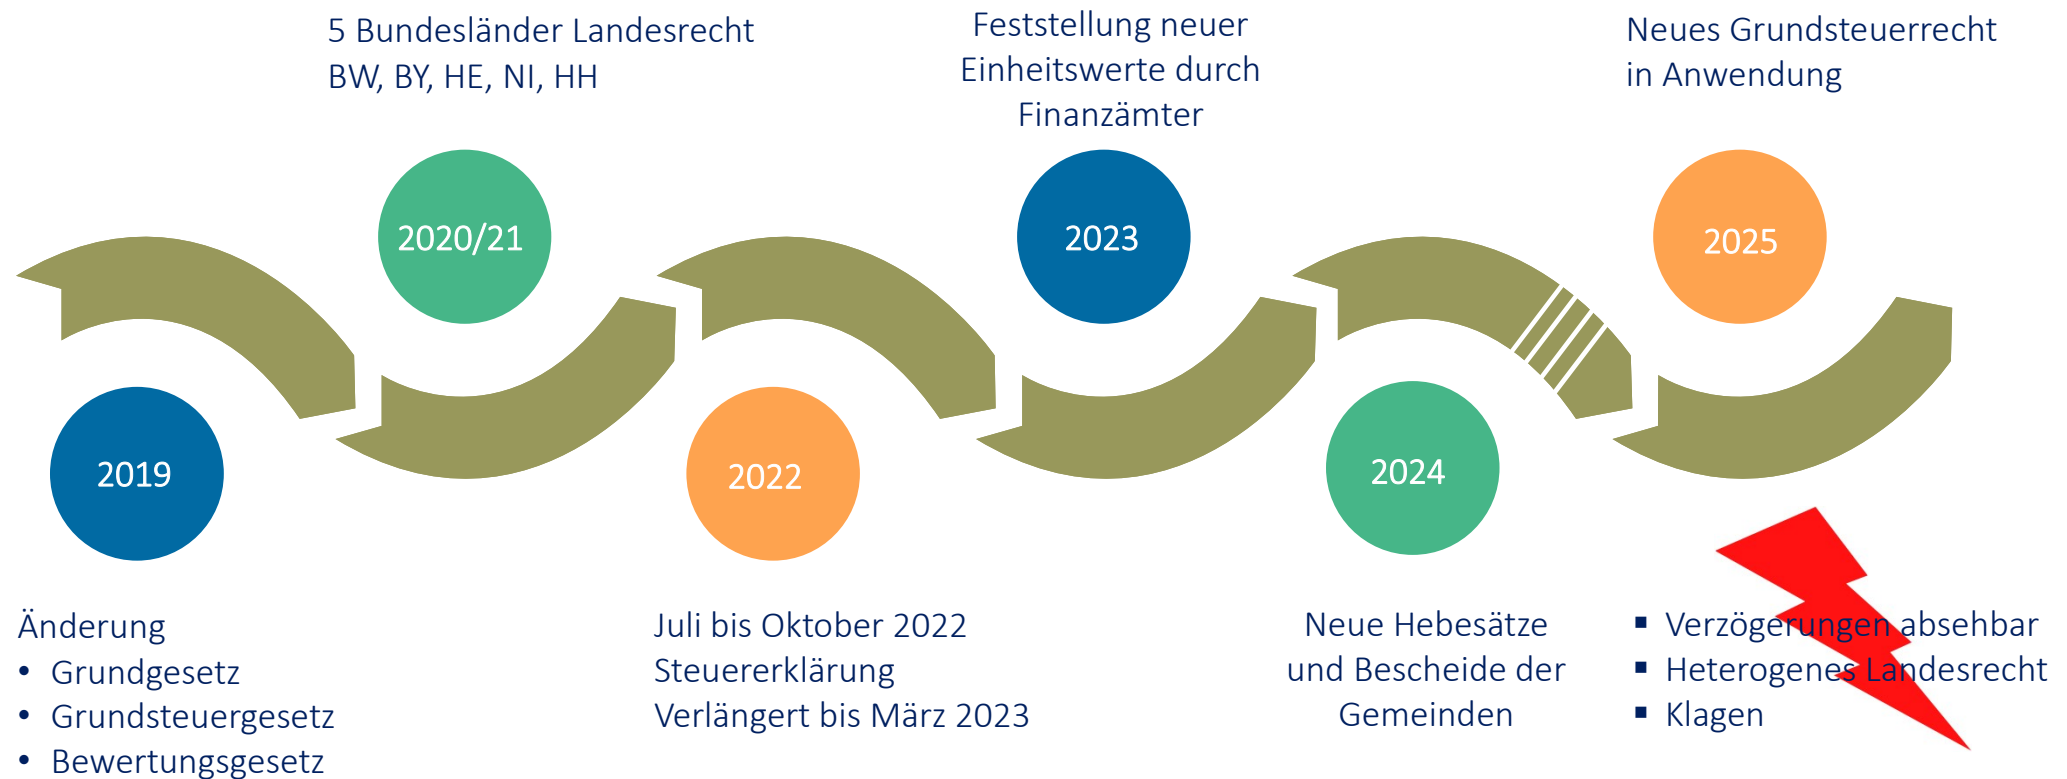 5 Bundesländer Landesrecht
BW, BY, HE, NI, HH
Feststellung neuer
Einheitswerte durch
Finanzämter
Neues Grundsteuerrecht
in Anwendung
2020/21
2023
2025
2019
2022
2024
Änderung
• Grundgesetz
• Grundsteuergesetz
• Bewertungsgesetz
Juli bis Oktober 2022
Steuererklärung
Verlängert bis März 2023
Neue Hebesätze
und Bescheide der
Gemeinden
▪ Verzögerungen absehbar
▪ Heterogenes Landesrecht
▪ Klagen